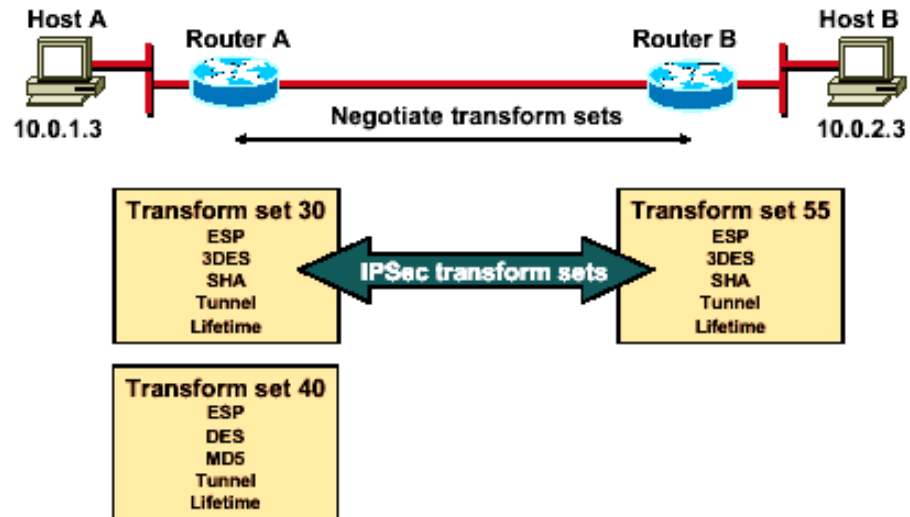 Host A
Host B
Router A
Router B
10.0.1.3
Negotiate transform sets
10.0.2.3
Transform set 30
ESP
3DES
SHA
Tunnel
Lifetime
IPSec transform sets
Transform set 55
ESP
3DES
SHA
Tunnel
Lifetime
Transform set 40
ESP
DES
MD5
Tunnel
Lifetime